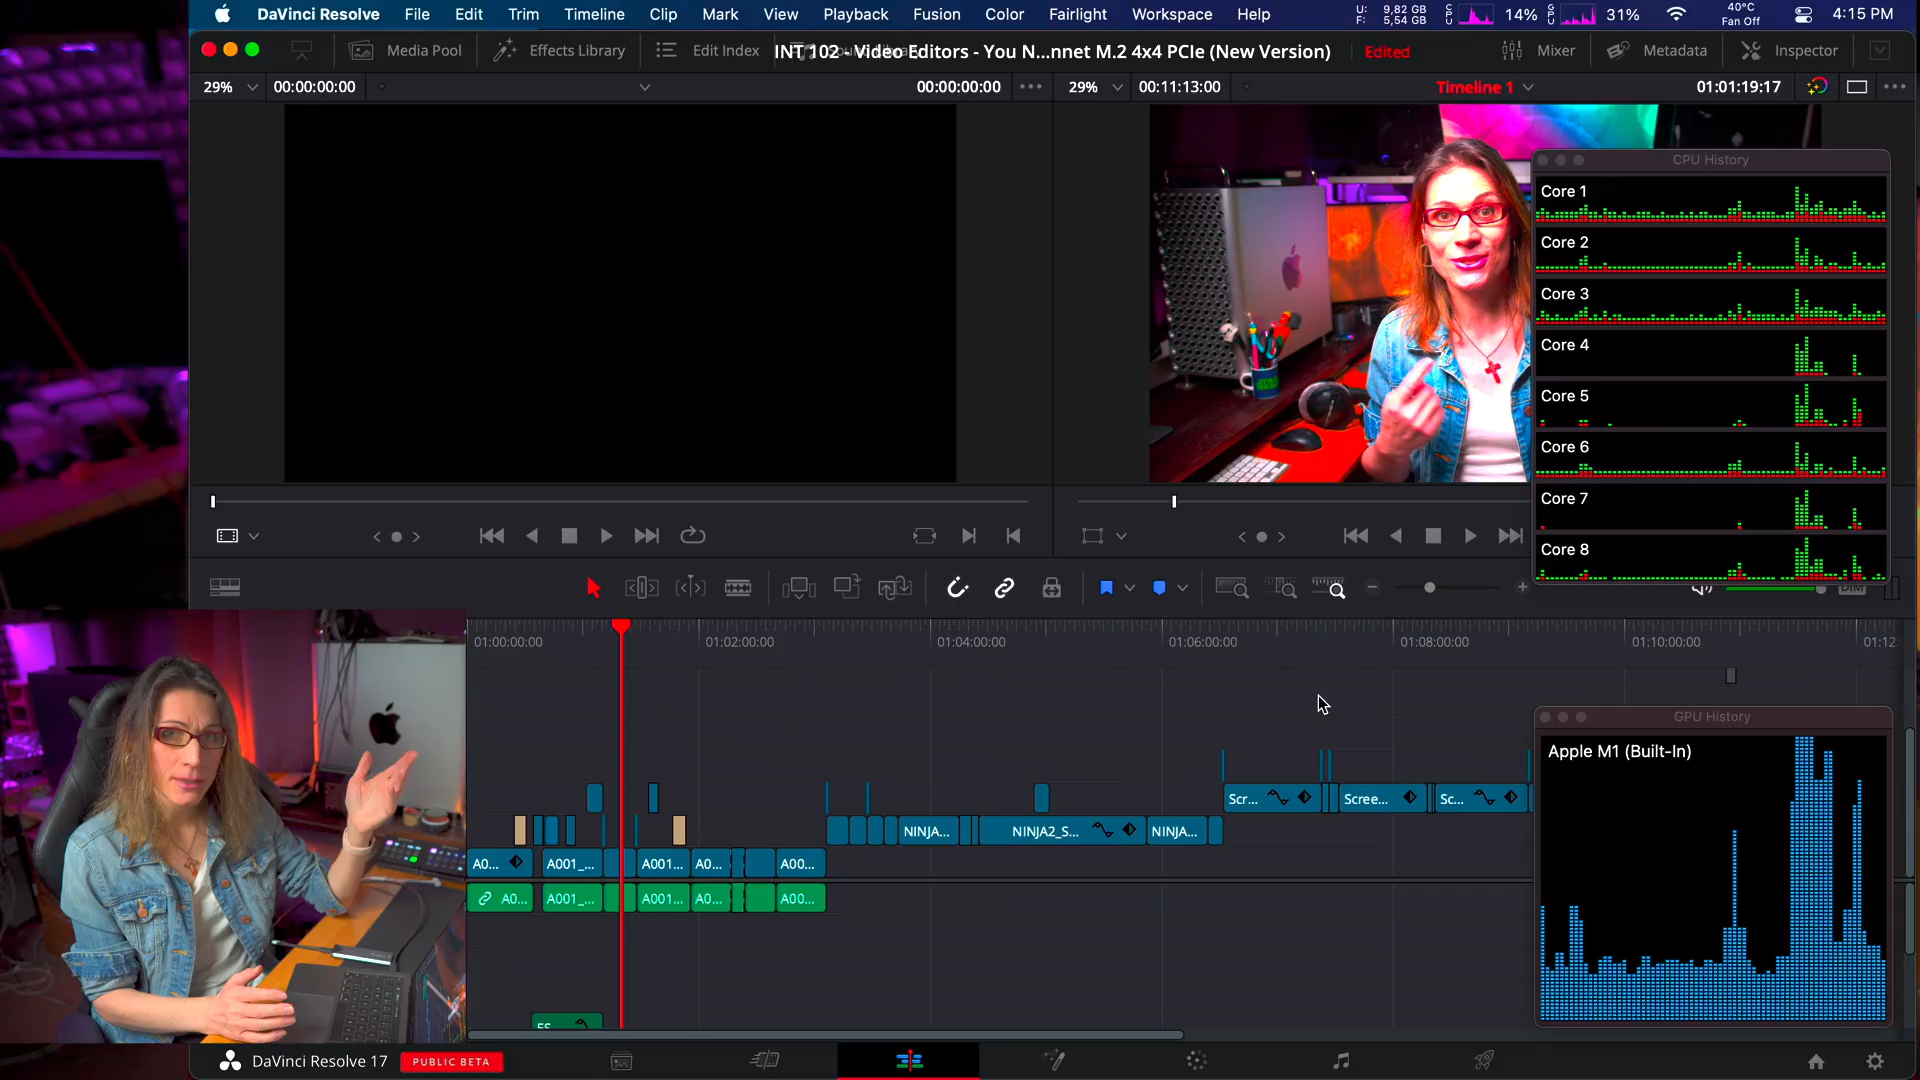 DaVinci Resolve File Edit Trim Timeline Clip Mark View Playback Fusion Color Fairlight Workspace Help U: 9,82 GB F: 5,54 GB CPU 14% GPU 31% 40°C Fan Off 4:15 PM
Media Pool Effects Library Edit Index INT 102 - Video Editors - You N...nnet M.2 4x4 PCIe (New Version) Edited Mixer Metadata Inspector
29% 00:00:00:00 00:00:00:00 29% 00:11:13:00 Timeline 1 01:01:19:17
CPU History
Core 1
Core 2
Core 3
Core 4
Core 5
Core 6
Core 7
Core 8
DIM
01:00:00:00 01:02:00:00 01:04:00:00 01:06:00:00 01:08:00:00 01:10:00:00 01:12:
GPU History
Apple M1 (Built-In)
Scr... Scree... Sc...
NINJA... NINJA2_S... NINJA...
A0... A001_... A001... A0... A00...
A0... A001_... A001... A0... A00...
DaVinci Resolve 17 PUBLIC BETA